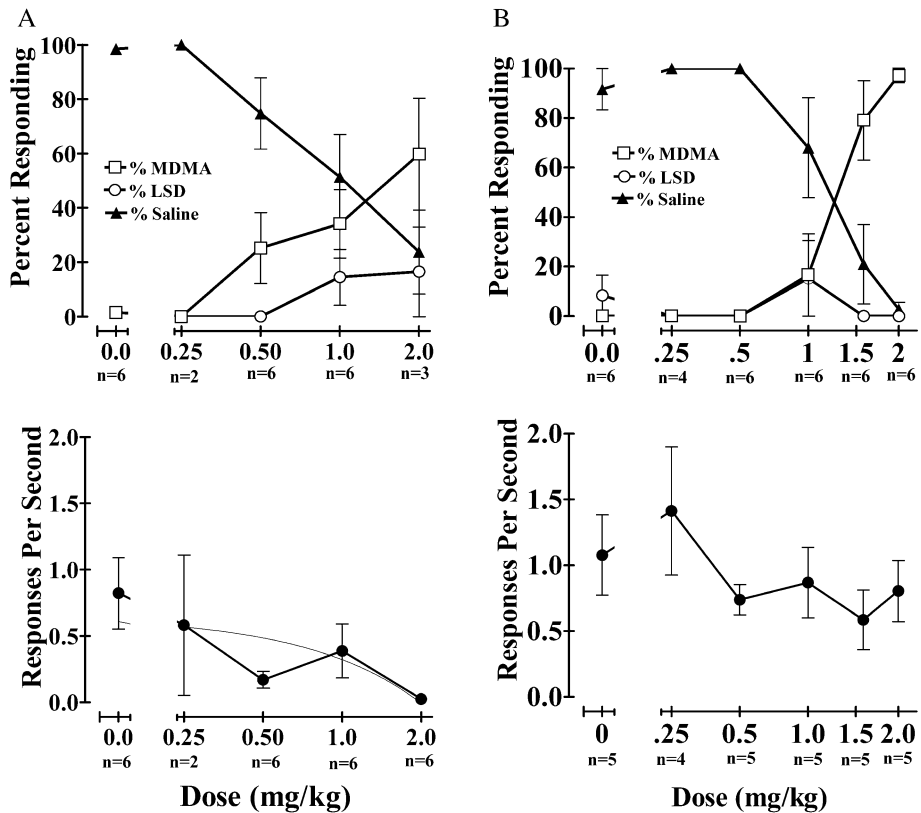 A
Percent Responding
100
80
60
40
20
0
% MDMA
% LSD
% Saline
0.0 0.25 0.50 1.0 2.0
n=6 n=2 n=6 n=6 n=3
B
Percent Responding
100
80
60
40
20
0
% MDMA
% LSD
% Saline
0.0 .25 .5 1 1.5 2
n=6 n=4 n=6 n=6 n=6 n=6
Responses Per Second
2.0
1.5
1.0
0.5
0.0
0.0 0.25 0.50 1.0 2.0
n=6 n=2 n=6 n=6 n=6
Dose (mg/kg)
Responses Per Second
2.0
1.5
1.0
0.5
0.0
0 .25 0.5 1.0 1.5 2.0
n=5 n=4 n=5 n=5 n=5 n=5
Dose (mg/kg)